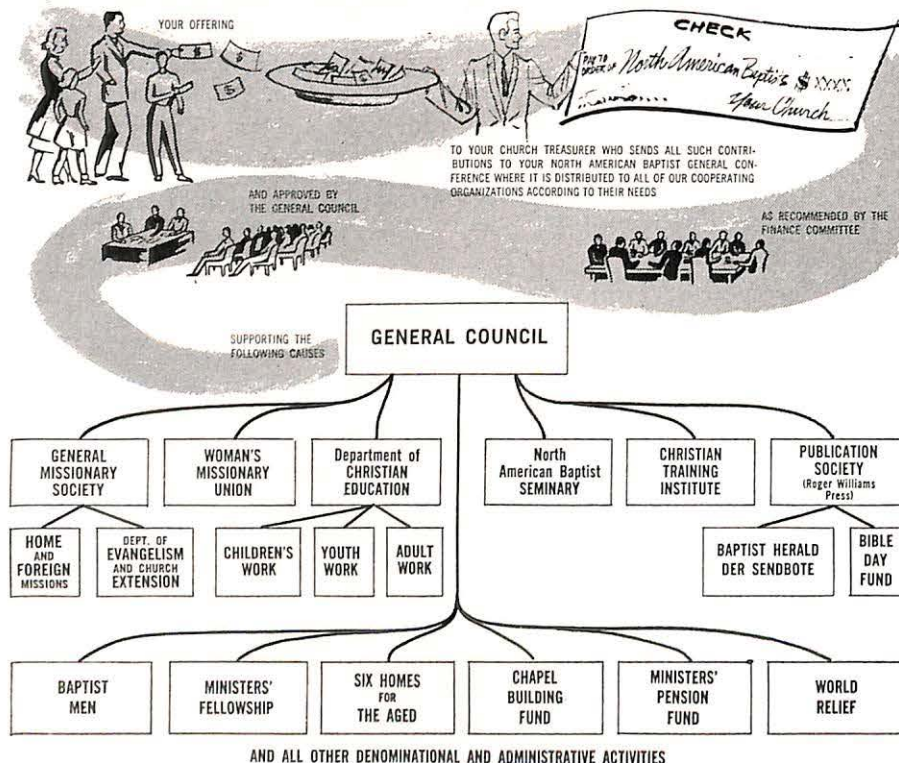 YOUR OFFERING
CHECK
PAY TO
ORDER OF North American Baptis's $ XXXX
Your Church
TO YOUR CHURCH TREASURER WHO SENDS ALL SUCH CONTRI-
BUTIONS TO YOUR NORTH AMERICAN BAPTIST GENERAL CON-
FERENCE WHERE IT IS DISTRIBUTED TO ALL OF OUR COOPERATING
ORGANIZATIONS ACCORDING TO THEIR NEEDS
AS RECOMMENDED BY THE
FINANCE COMMITTEE
AND APPROVED BY
THE GENERAL COUNCIL
SUPPORTING THE
FOLLOWING CAUSES
GENERAL COUNCIL
GENERAL
MISSIONARY
SOCIETY
WOMAN'S
MISSIONARY
UNION
Department of
CHRISTIAN
EDUCATION
North
American Baptist
SEMINARY
CHRISTIAN
TRAINING
INSTITUTE
PUBLICATION
SOCIETY
(Roger Williams
Press)
HOME
AND
FOREIGN
MISSIONS
DEPT. OF
EVANGELISM
AND CHURCH
EXTENSION
CHILDREN'S
WORK
YOUTH
WORK
ADULT
WORK
BAPTIST HERALD
DER SENDBOTE
BIBLE
DAY
FUND
BAPTIST
MEN
MINISTERS'
FELLOWSHIP
SIX HOMES
FOR
THE AGED
CHAPEL
BUILDING
FUND
MINISTERS'
PENSION
FUND
WORLD
RELIEF
AND ALL OTHER DENOMINATIONAL AND ADMINISTRATIVE ACTIVITIES